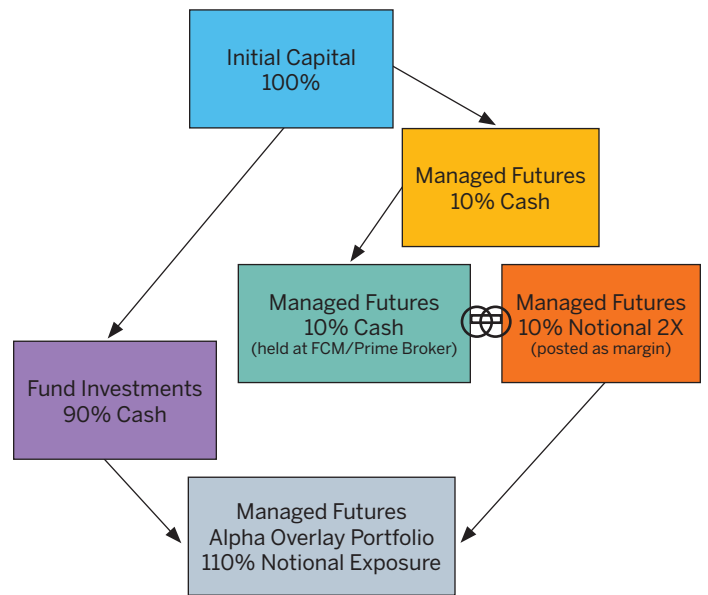 Initial Capital
100%
Managed Futures
10% Cash
Managed Futures
10% Cash
(held at FCM/Prime Broker)
Managed Futures
10% Notional 2X
(posted as margin)
Fund Investments
90% Cash
Managed Futures
Alpha Overlay Portfolio
110% Notional Exposure